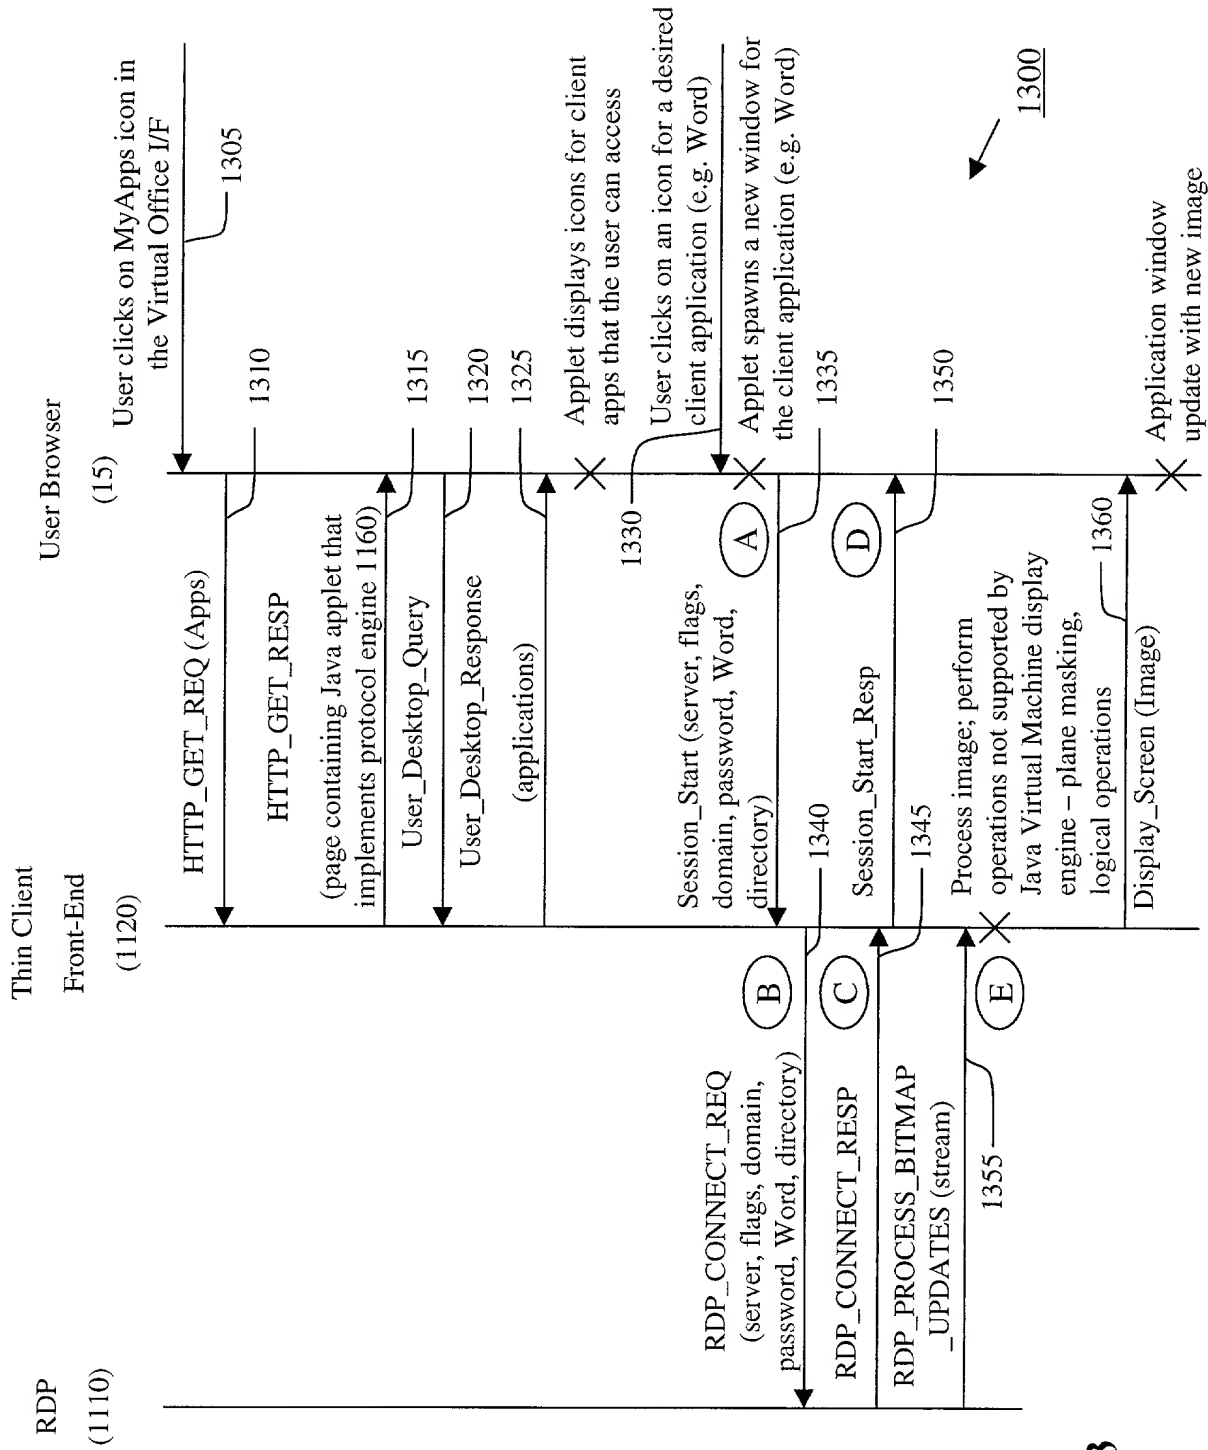 RDP
(1110)
Thin Client
Front-End
(1120)
User Browser
(15)
User clicks on MyApps icon in
the Virtual Office I/F
1305
HTTP_GET_REQ (Apps)
1310
HTTP_GET_RESP
(page containing Java applet that
implements protocol engine 1160)
1315
User_Desktop_Query
1320
User_Desktop_Response
(applications)
1325
Applet displays icons for client
apps that the user can access
User clicks on an icon for a desired
client application (e.g. Word)
1330
Applet spawns a new window for
the client application (e.g. Word)
A
Session_Start (server, flags,
domain, password, Word,
directory)
1335
B
RDP_CONNECT_REQ
(server, flags, domain,
password, Word, directory)
1340
C
RDP_CONNECT_RESP
1345
D
Session_Start_Resp
1350
RDP_PROCESS_BITMAP
_UPDATES (stream)
1355
E
Process image; perform
operations not supported by
Java Virtual Machine display
engine – plane masking,
logical operations
Display_Screen (Image)
1360
Application window
update with new image
1300